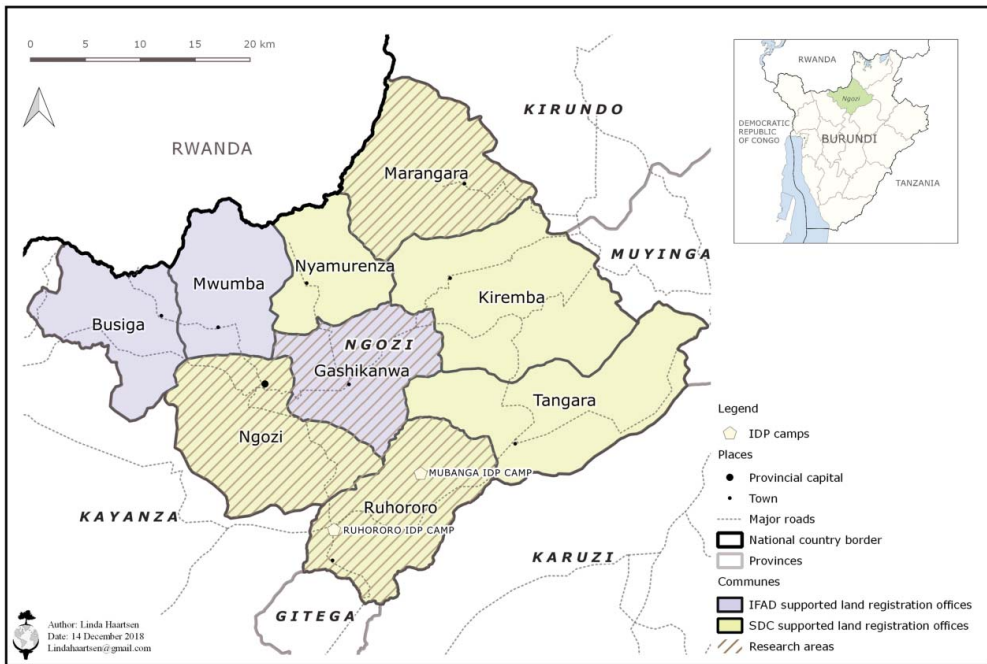 0 5 10 15 20 km
RWANDA
KIRUNDO
Marangara
MUYINGA
Nyamurenza
Mwumba
Kiremba
Busiga
NGOZI
Gashikanwa
Tangara
Ngozi
MUBANGA IDP CAMP
Ruhororo
KAYANZA
RUHORORO IDP CAMP
KARUZI
GITEGA
Author: Linda Haartsen
Date: 14 December 2018
Lindahaartsen@gmail.com
RWANDA
Ngozi
DEMOCRATIC
REPUBLIC
OF CONGO
BURUNDI
TANZANIA
Legend
IDP camps
Places
Provincial capital
Town
Major roads
National country border
Provinces
Communes
IFAD supported land registration offices
SDC supported land registration offices
Research areas